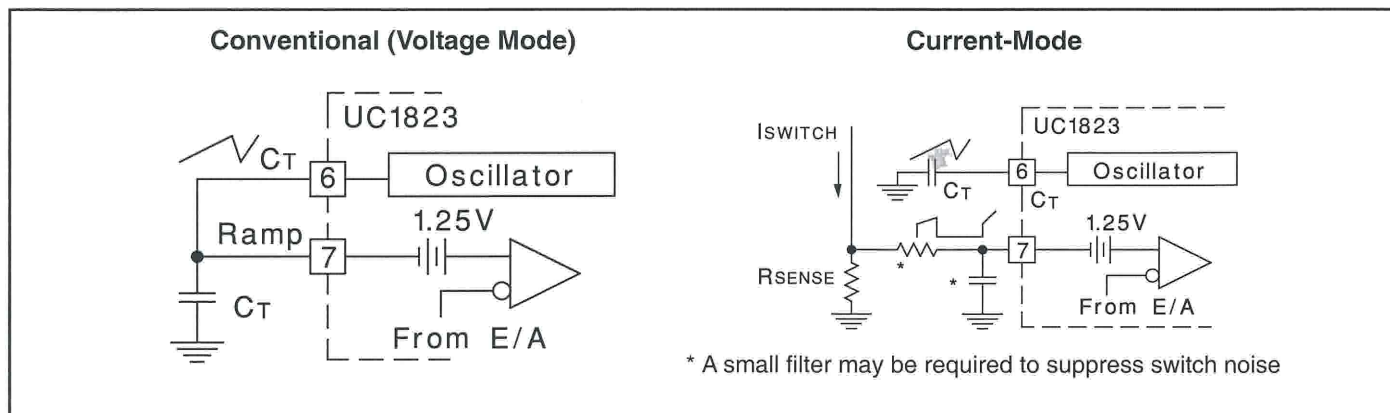 Conventional (Voltage Mode)
UC1823
CT
6
Oscillator
Ramp
7
1.25V
CT
From E/A
Current-Mode
UC1823
ISWITCH
CT
6
Oscillator
CT
1.25V
7
RSENSE
*
*
From E/A
* A small filter may be required to suppress switch noise